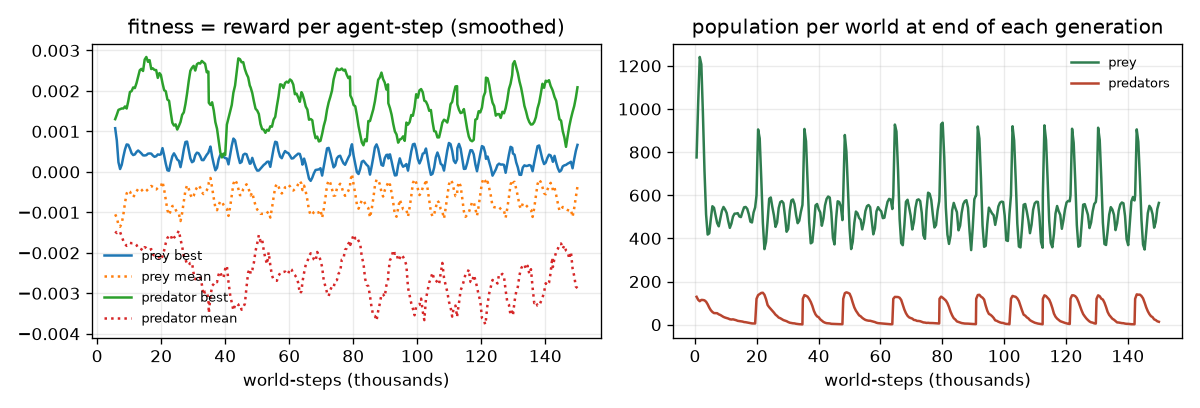 fitness = reward per agent-step (smoothed)
0.003
0.002
0.001
0.000
−0.001
−0.002
−0.003
−0.004
prey best
prey mean
predator best
predator mean
0 20 40 60 80 100 120 140
world-steps (thousands)
population per world at end of each generation
1200
1000
800
600
400
200
0
prey
predators
0 20 40 60 80 100 120 140
world-steps (thousands)